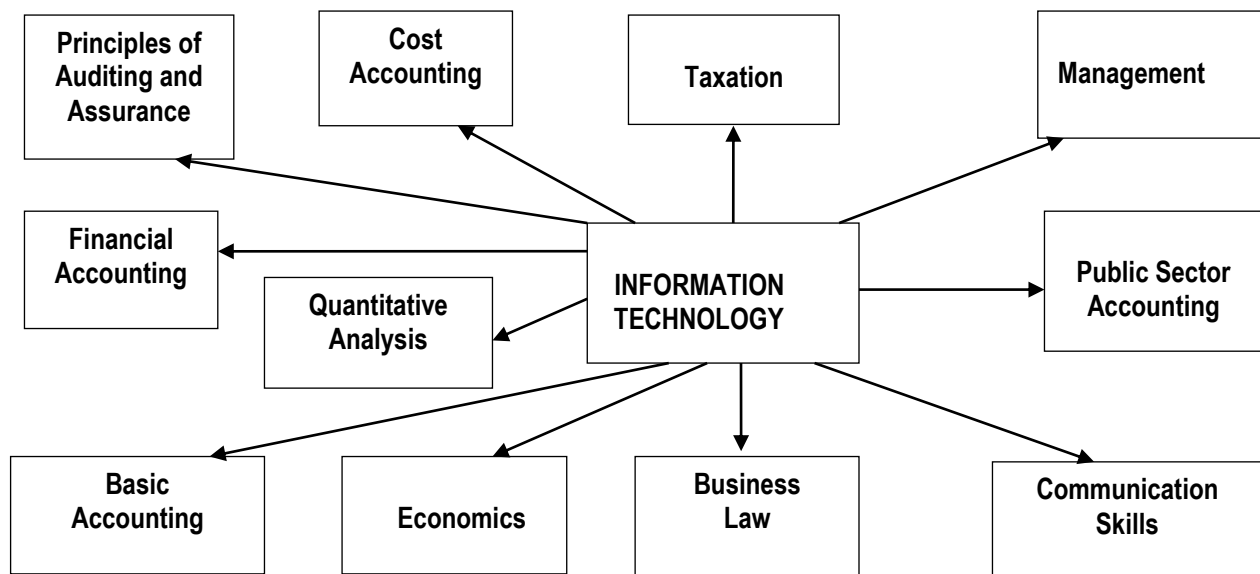 Principles of
Auditing and
Assurance
Cost
Accounting
Taxation
Management
Financial
Accounting
Quantitative
Analysis
INFORMATION
TECHNOLOGY
Public Sector
Accounting
Basic
Accounting
Economics
Business
Law
Communication
Skills